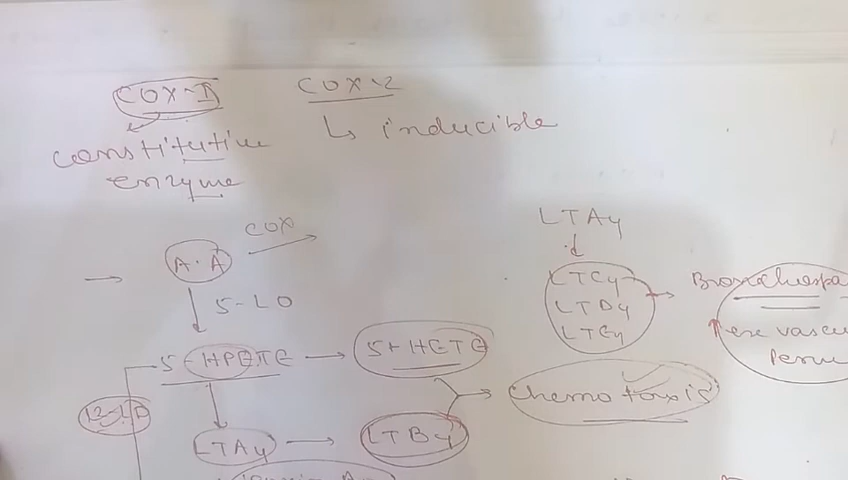 COX-I COX-2
constitutive
enzyme
inducible
A.A
COX
5-LO
5-HPETE
5-HETE
12-LO
LTA4
LTB4
chemotaxis
LTA4
LTC4
LTD4
LTE4
Bronchospa
vascu